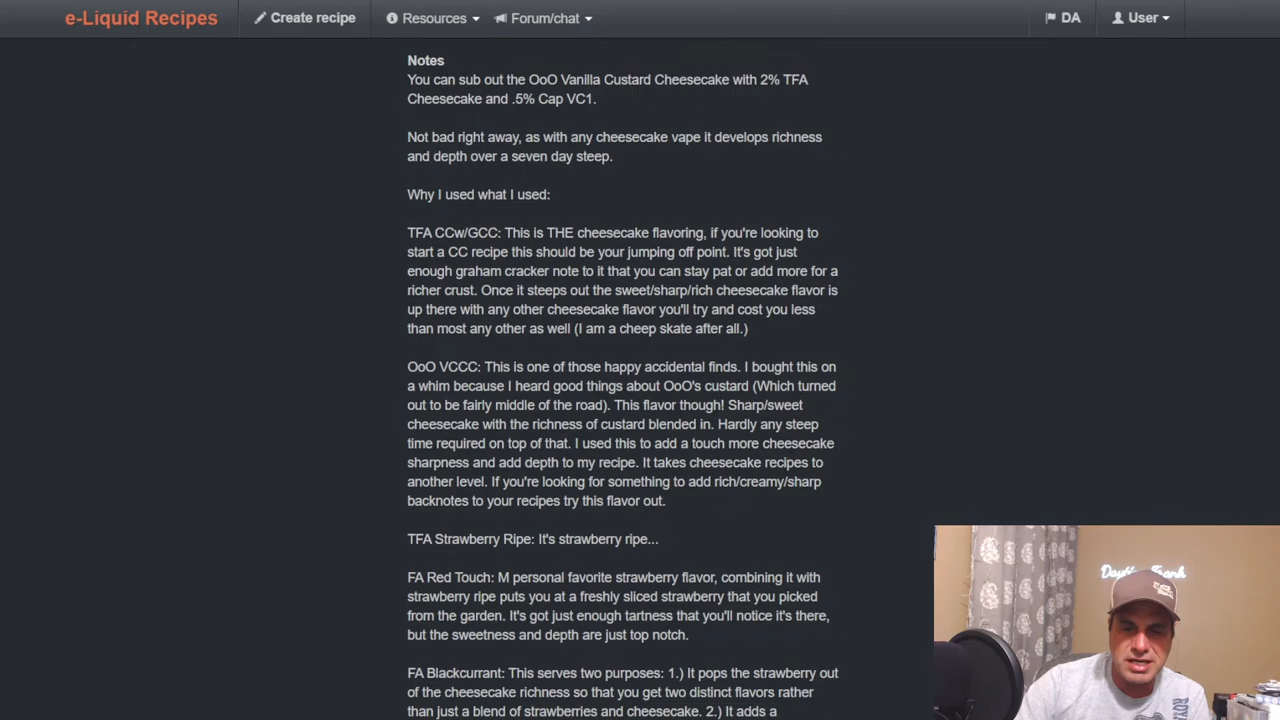 e-Liquid Recipes Create recipe Resources Forum/chat DA User
Notes
You can sub out the OoO Vanilla Custard Cheesecake with 2% TFA
Cheesecake and .5% Cap VC1.
Not bad right away, as with any cheesecake vape it develops richness
and depth over a seven day steep.
Why I used what I used:
TFA CCw/GCC: This is THE cheesecake flavoring, if you're looking to
start a CC recipe this should be your jumping off point. It's got just
enough graham cracker note to it that you can stay pat or add more for a
richer crust. Once it steeps out the sweet/sharp/rich cheesecake flavor is
up there with any other cheesecake flavor you'll try and cost you less
than most any other as well (I am a cheep skate after all.)
OoO VCCC: This is one of those happy accidental finds. I bought this on
a whim because I heard good things about OoO's custard (Which turned
out to be fairly middle of the road). This flavor though! Sharp/sweet
cheesecake with the richness of custard blended in. Hardly any steep
time required on top of that. I used this to add a touch more cheesecake
sharpness and add depth to my recipe. It takes cheesecake recipes to
another level. If you're looking for something to add rich/creamy/sharp
backnotes to your recipes try this flavor out.
TFA Strawberry Ripe: It's strawberry ripe...
FA Red Touch: M personal favorite strawberry flavor, combining it with
strawberry ripe puts you at a freshly sliced strawberry that you picked
from the garden. It's got just enough tartness that you'll notice it's there,
but the sweetness and depth are just top notch.
FA Blackcurrant: This serves two purposes: 1.) It pops the strawberry out
of the cheesecake richness so that you get two distinct flavors rather
than just a blend of strawberries and cheesecake. 2.) It adds a